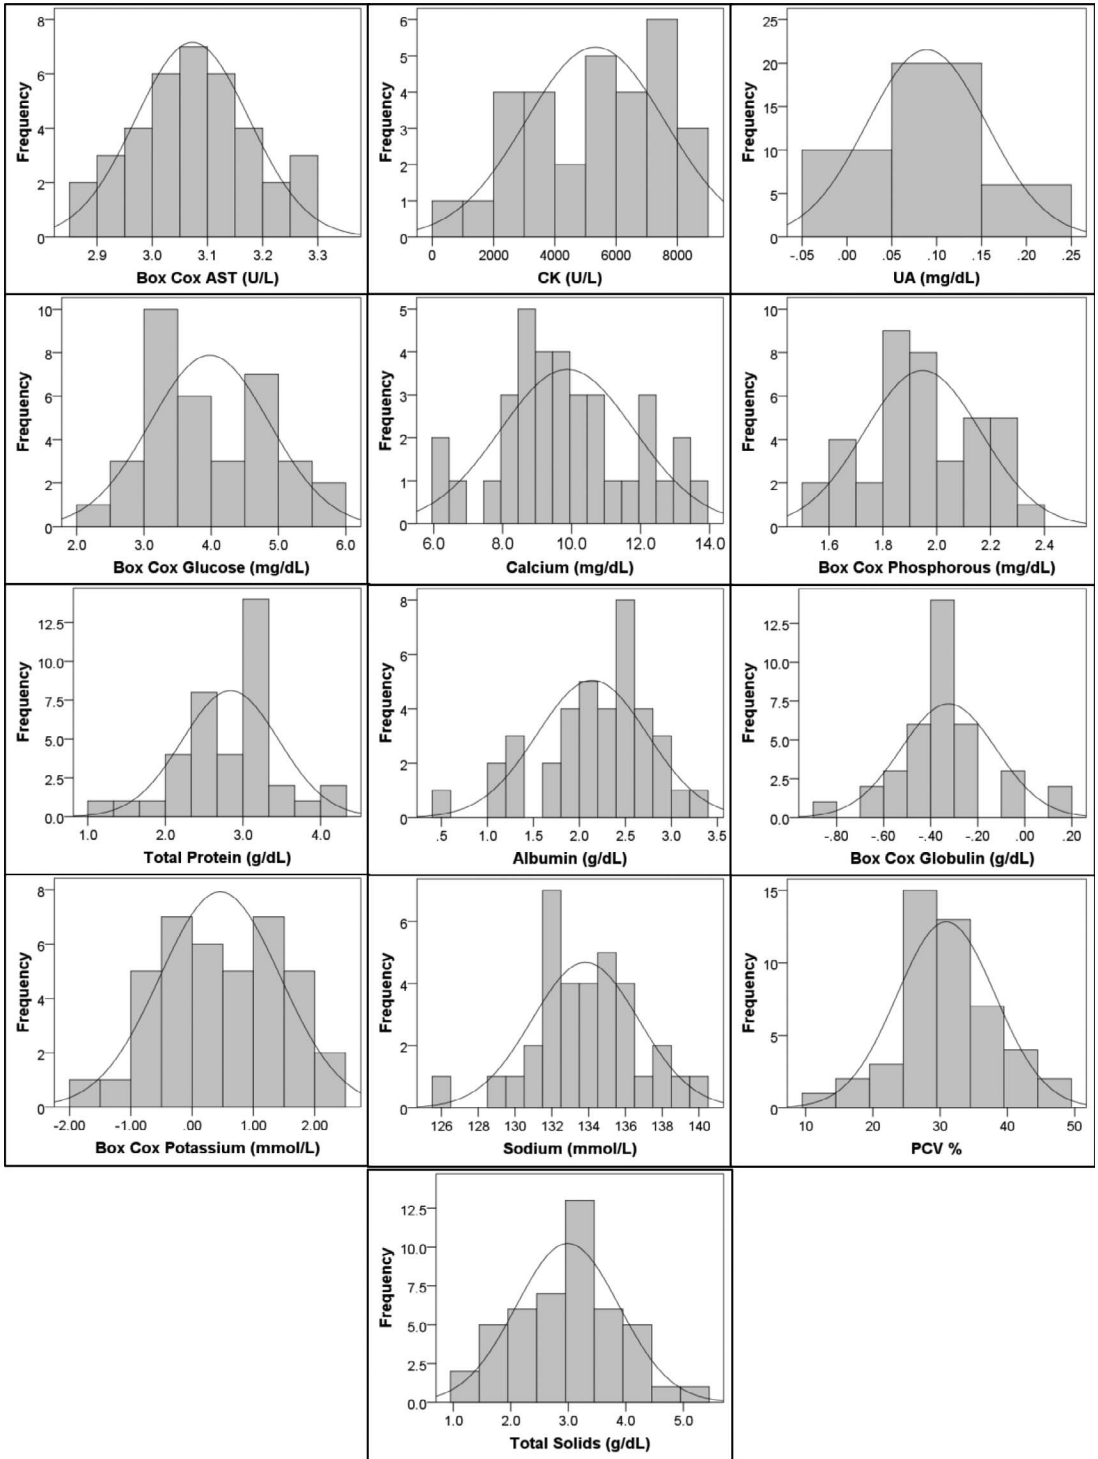 Frequency
8
6
4
2
0
2.9 3.0 3.1 3.2 3.3
Box Cox AST (U/L)
Frequency
6
5
4
3
2
1
0
0 2000 4000 6000 8000
CK (U/L)
Frequency
25
20
15
10
5
0
-.05 .00 .05 .10 .15 .20 .25
UA (mg/dL)
Frequency
10
8
6
4
2
0
2.0 3.0 4.0 5.0 6.0
Box Cox Glucose (mg/dL)
Frequency
5
4
3
2
1
0
6.0 8.0 10.0 12.0 14.0
Calcium (mg/dL)
Frequency
10
8
6
4
2
0
1.6 1.8 2.0 2.2 2.4
Box Cox Phosphorous (mg/dL)
Frequency
12.5
10.0
7.5
5.0
2.5
0.0
1.0 2.0 3.0 4.0
Total Protein (g/dL)
Frequency
8
6
4
2
0
.5 1.0 1.5 2.0 2.5 3.0 3.5
Albumin (g/dL)
Frequency
12.5
10.0
7.5
5.0
2.5
0.0
-.80 -.60 -.40 -.20 .00 .20
Box Cox Globulin (g/dL)
Frequency
8
6
4
2
0
-2.00 -1.00 .00 1.00 2.00
Box Cox Potassium (mmol/L)
Frequency
6
4
2
0
126 128 130 132 134 136 138 140
Sodium (mmol/L)
Frequency
15
10
5
0
10 20 30 40 50
PCV %
Frequency
12.5
10.0
7.5
5.0
2.5
0.0
1.0 2.0 3.0 4.0 5.0
Total Solids (g/dL)